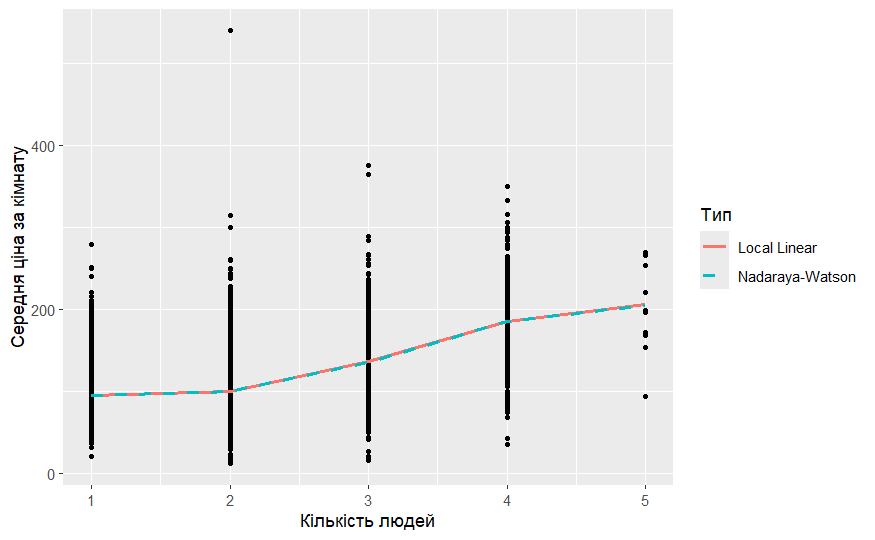 Середня ціна за кімнату
400
200
0
1 2 3 4 5
Кількість людей
Тип
Local Linear
Nadaraya-Watson